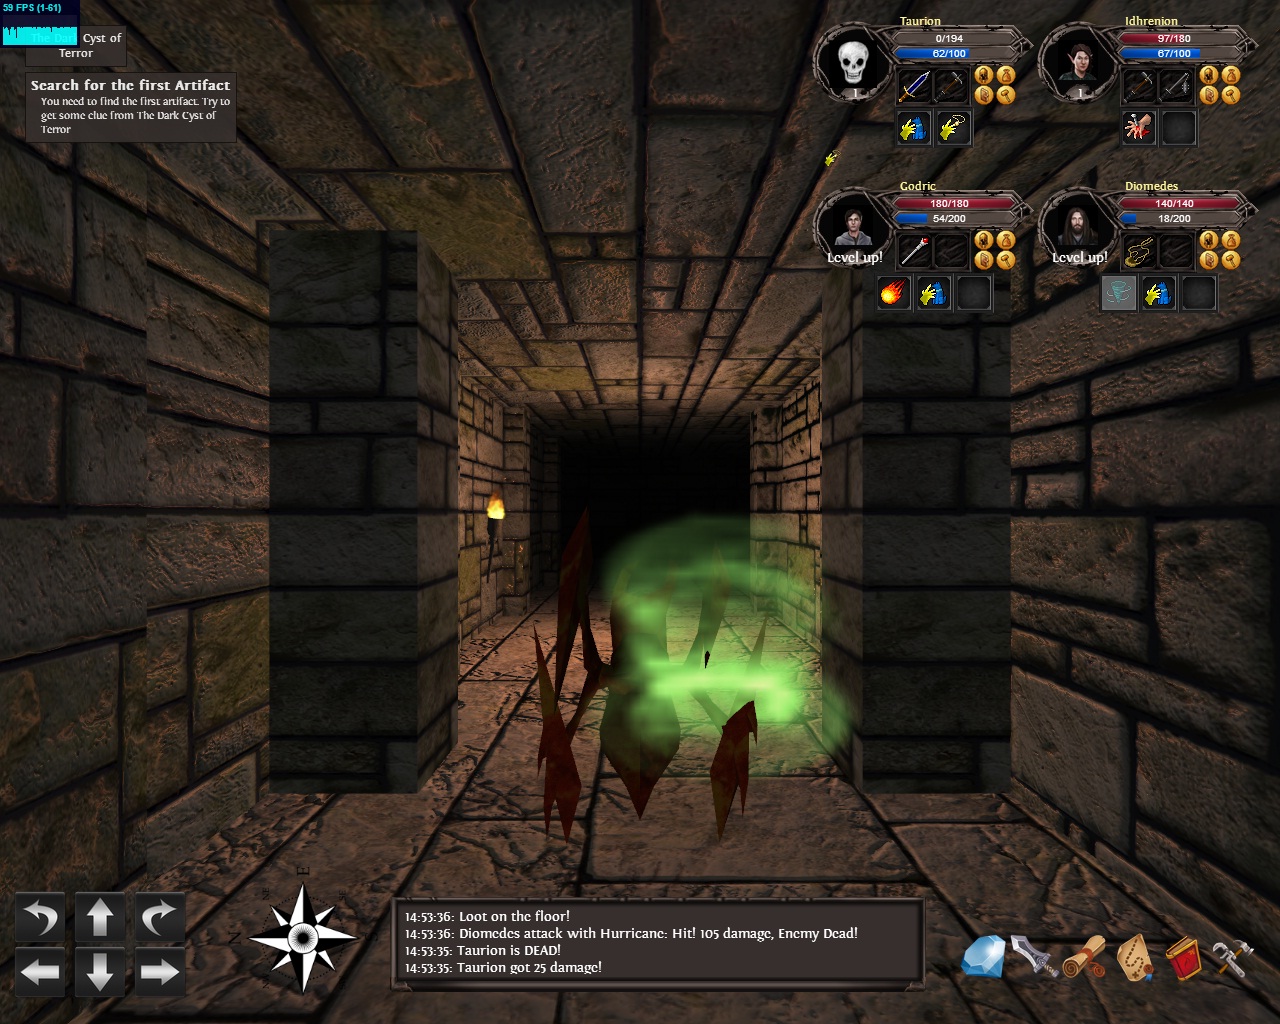 59 FPS (1-61)
The Dark Cyst of
Terror
Search for the first Artifact
You need to find the first artifact. Try to
get some clue from The Dark Cyst of
Terror
Taurion
0/194
62/100
1
Idhrenion
97/180
67/100
1
Godric
180/180
54/200
Level up!
Diomedes
140/140
18/200
Level up!
E
14:53:36: Loot on the floor!
14:53:36: Diomedes attack with Hurricane: Hit! 105 damage, Enemy Dead!
14:53:35: Taurion is DEAD!
14:53:35: Taurion got 25 damage!